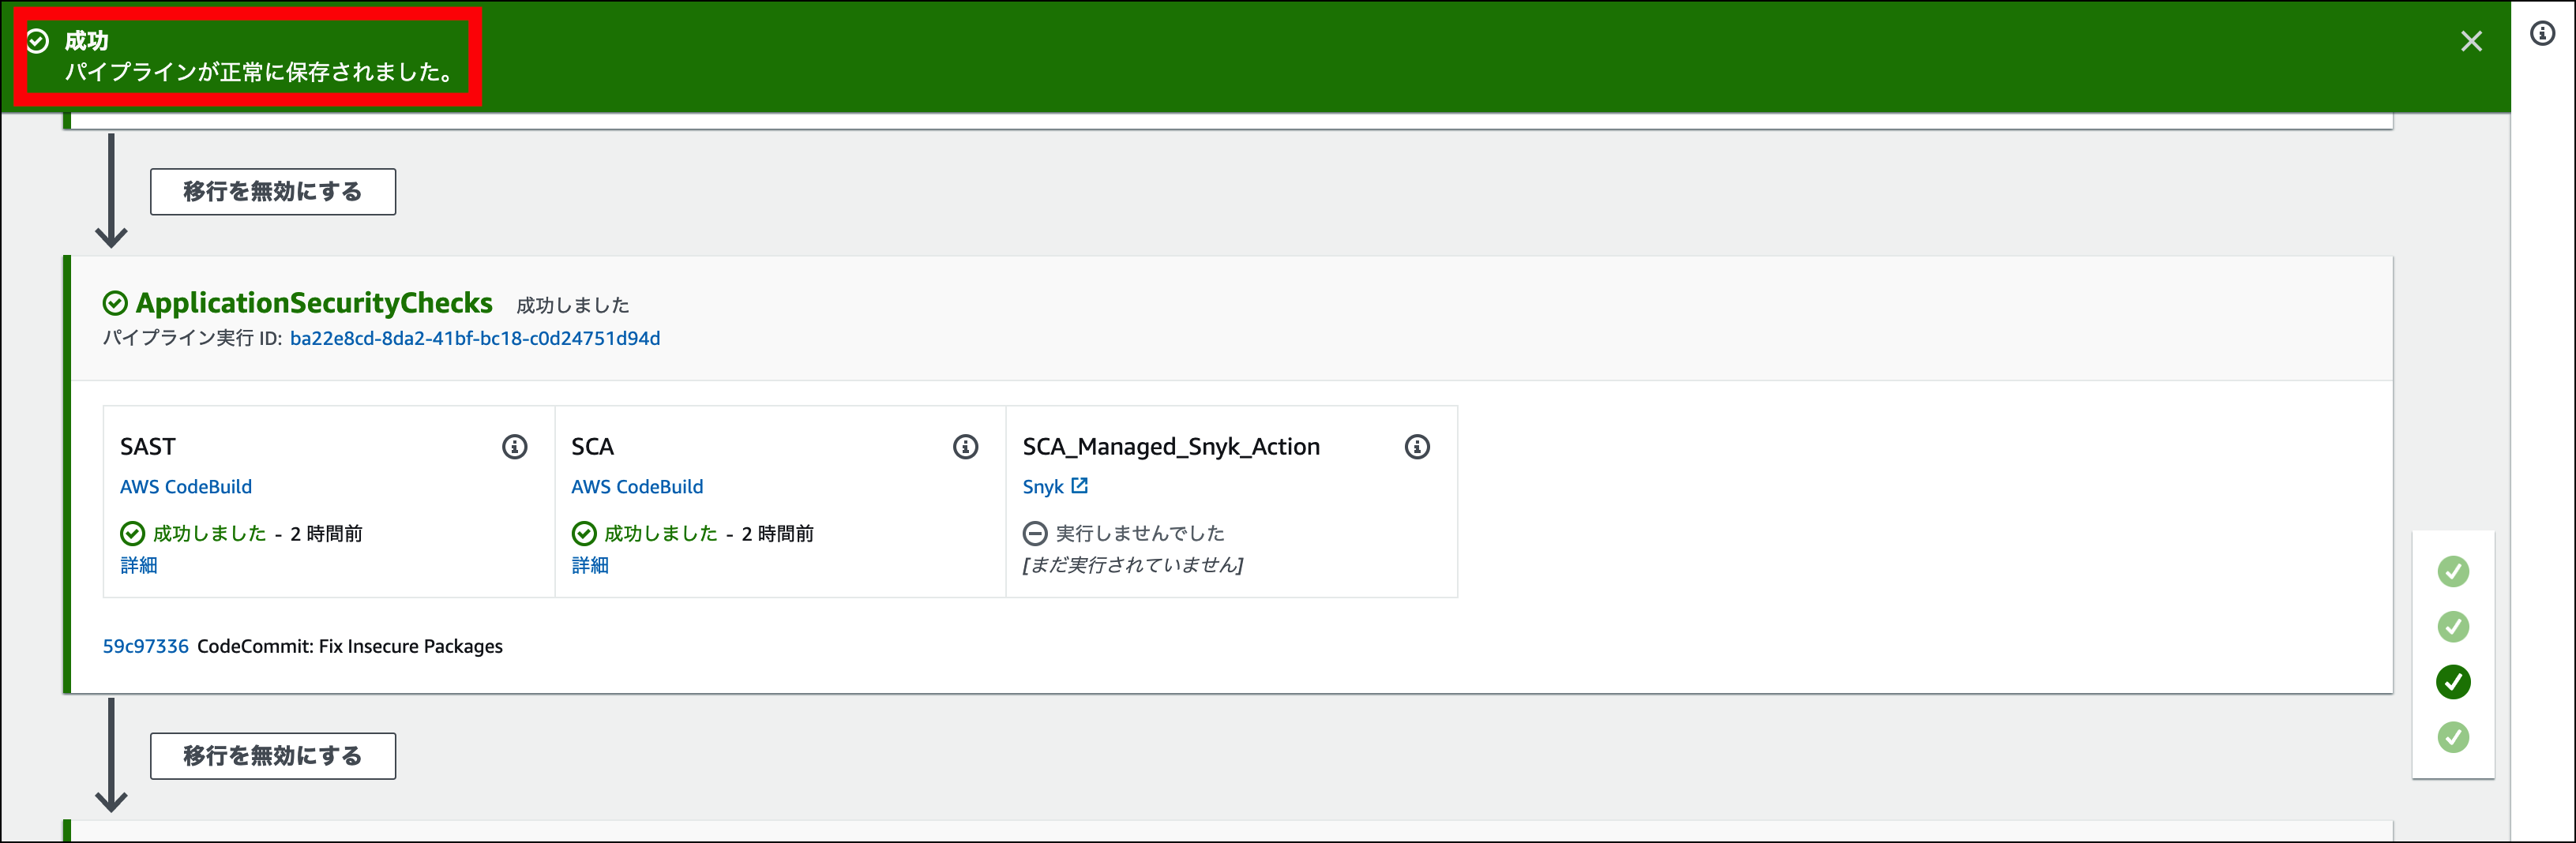 成功
パイプラインが正常に保存されました。
移行を無効にする
ApplicationSecurityChecks 成功しました
パイプライン実行 ID: ba22e8cd-8da2-41bf-bc18-c0d24751d94d
SAST
AWS CodeBuild
成功しました - 2 時間前
詳細
SCA
AWS CodeBuild
成功しました - 2 時間前
詳細
SCA_Managed_Snyk_Action
Snyk
実行しませんでした
[まだ実行されていません]
59c97336 CodeCommit: Fix Insecure Packages
移行を無効にする